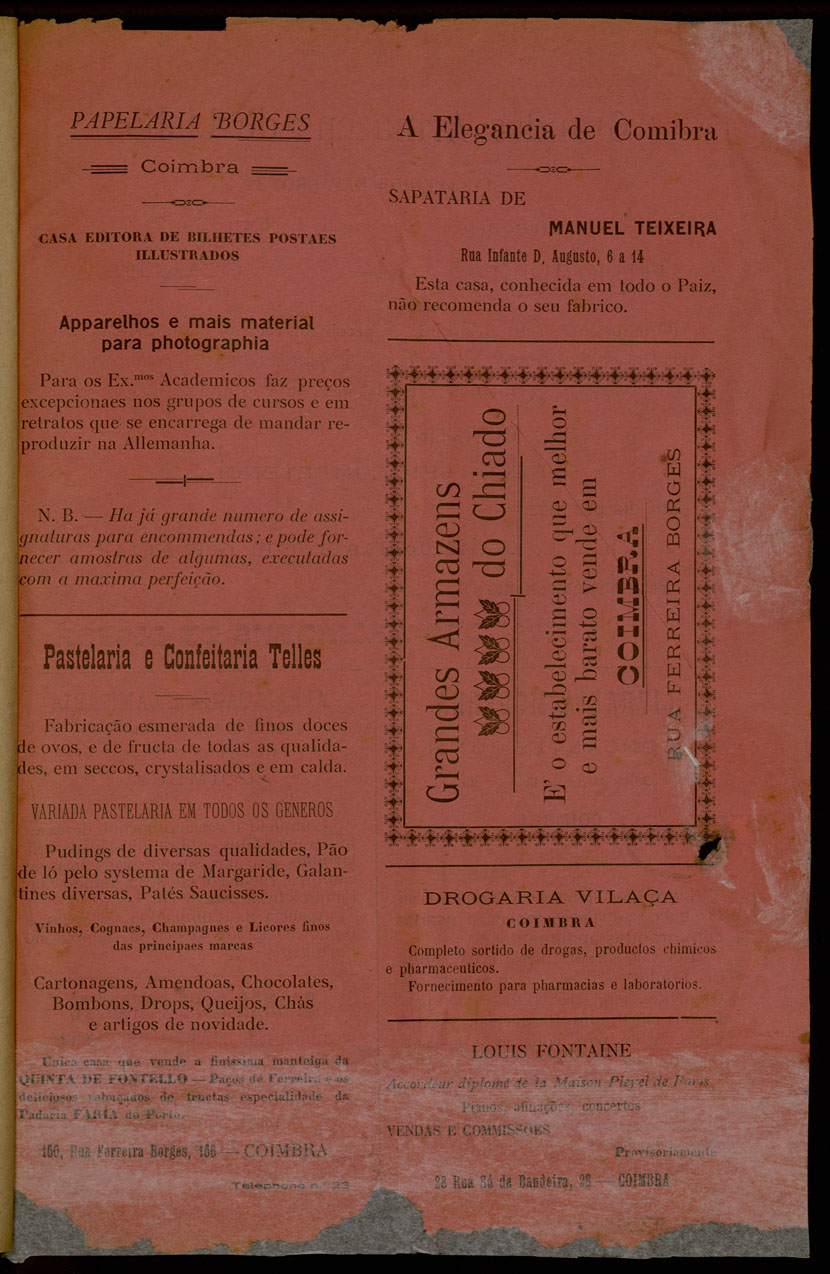 PAPELARIA BORGES
Coimbra
CASA EDITORA DE BILHETES POSTAES
ILLUSTRADOS
Apparelhos e mais material
para photographia
Para os Ex.mos Academicos faz preços
excepcionaes nos grupos de cursos e em
retratos que se encarrega de mandar re-
produzir na Allemanha.
N. B. — Ha já grande numero de assi-
gnaturas para encommendas; e pode for-
necer amostras de algumas, executadas
com a maxima perfeição.
Pastelaria e Confeitaria Telles
Fabricação esmerada de finos doces
de ovos, e de fructa de todas as qualida-
des, em seccos, crystalisados e em calda.
VARIADA PASTELARIA EM TODOS OS GENEROS
Pudings de diversas qualidades, Pão
de ló pelo systema de Margaride, Galan-
tines diversas, Patés Saucisses.
Vinhos, Cognacs, Champagnes e Licores finos
das principaes marcas
Cartonagens, Amendoas, Chocolates,
Bombons, Drops, Queijos, Chás
e artigos de novidade.
Unica casa que vende a finissima manteiga da
QUINTA DE FONTELLO — Paços de Ferreira e os
deliciosos rebuçados de fructas especialidade da
Padaria FARIA do Porto.
156, Rua Ferreira Borges, 156 — COIMBRA
Telephone n.º 23
A Elegancia de Comibra
SAPATARIA DE
MANUEL TEIXEIRA
Rua Infante D. Augusto, 6 a 14
Esta casa, conhecida em todo o Paiz,
não recomenda o seu fabrico.
Grandes Armazens
do Chiado
E' o estabelecimento que melhor
e mais barato vende em
COIMBRA
RUA FERREIRA BORGES
DROGARIA VILAÇA
COIMBRA
Completo sortido de drogas, productos chimicos
e pharmaceuticos.
Fornecimento para pharmacias e laboratorios.
LOUIS FONTAINE
Accordeur diplomé de la Maison Pleyel de Paris
Pianos, afinações, concertos
VENDAS E COMMISSOES
Provisoriamente
28 Rua Sá da Bandeira, 28 — COIMBRA